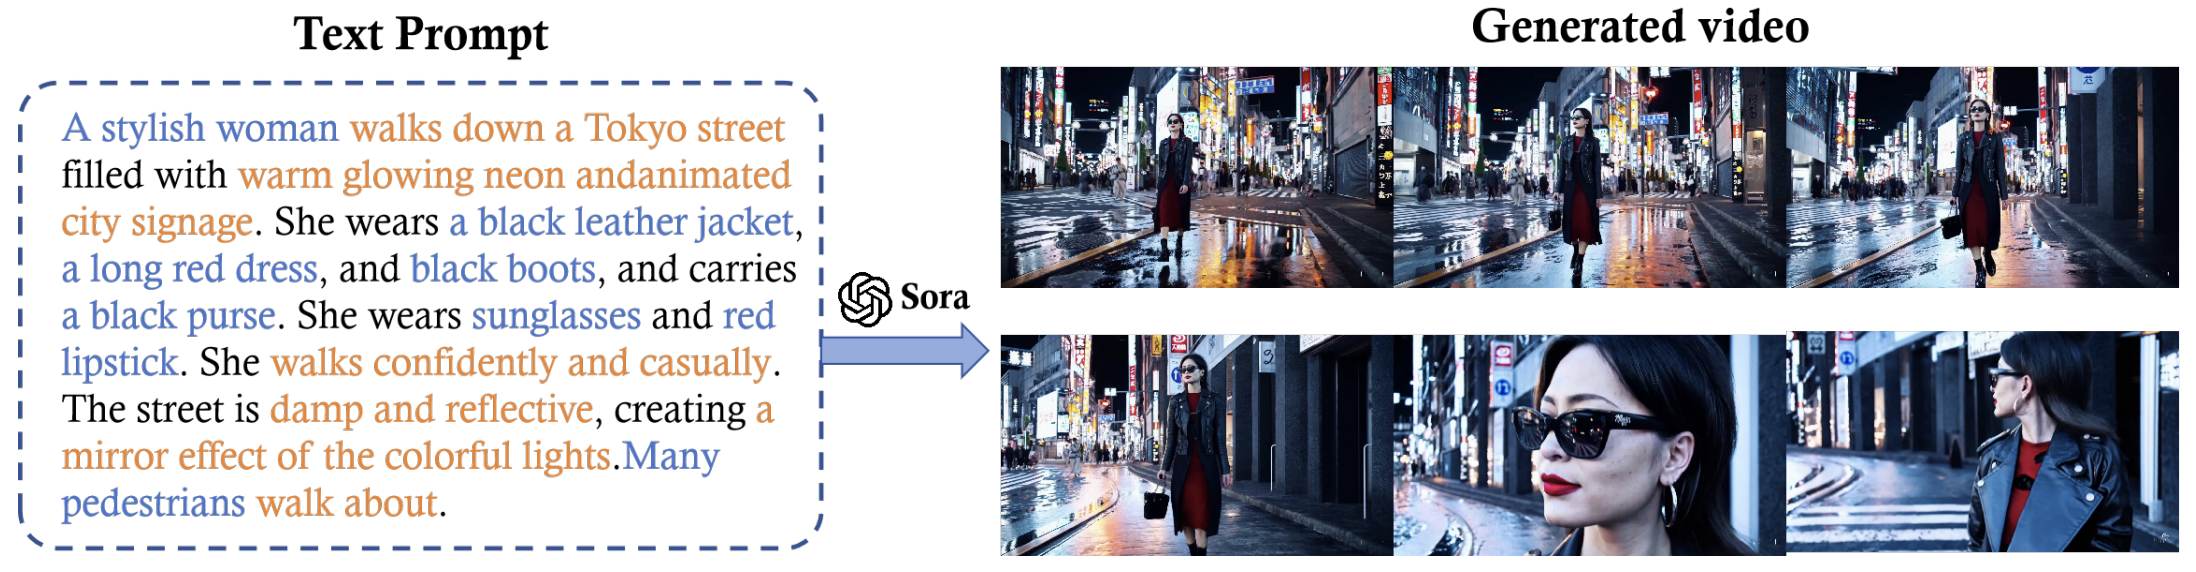 Text Prompt
A stylish woman walks down a Tokyo street
filled with warm glowing neon andanimated
city signage. She wears a black leather jacket,
a long red dress, and black boots, and carries
a black purse. She wears sunglasses and red
lipstick. She walks confidently and casually.
The street is damp and reflective, creating a
mirror effect of the colorful lights.Many
pedestrians walk about.
Sora
Generated video